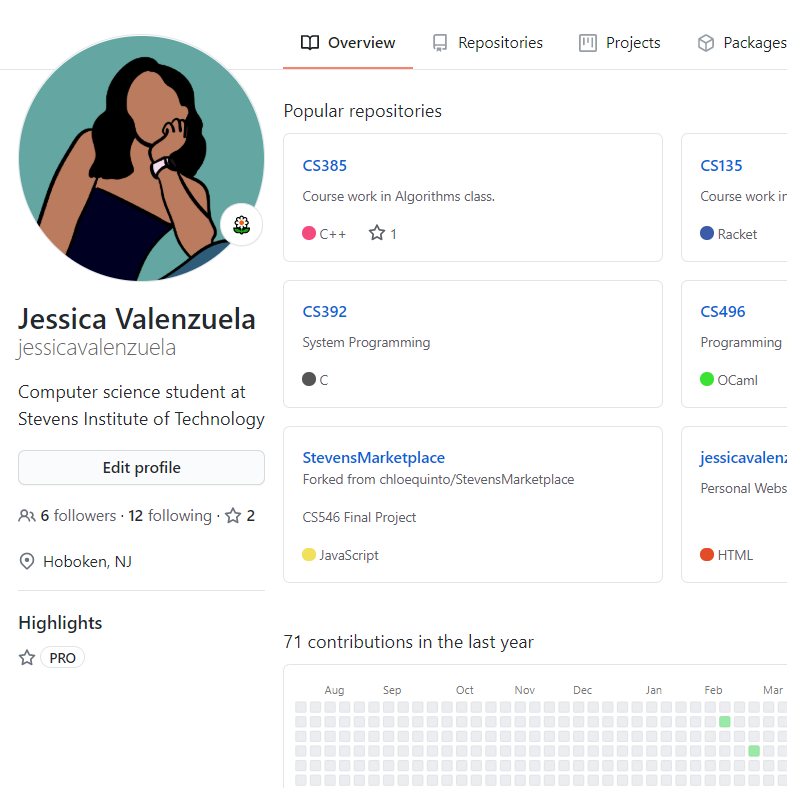 Overview Repositories Projects Packages
Jessica Valenzuela
jessicavalenzuela
Computer science student at
Stevens Institute of Technology
Edit profile
6 followers · 12 following · 2
Hoboken, NJ
Highlights
PRO
Popular repositories
CS385
Course work in Algorithms class.
C++ 1
CS135
Course work in
Racket
CS392
System Programming
C
CS496
Programming
OCaml
StevensMarketplace
Forked from chloequinto/StevensMarketplace
CS546 Final Project
JavaScript
jessicavalenz
Personal Webs
HTML
71 contributions in the last year
Aug Sep Oct Nov Dec Jan Feb Mar